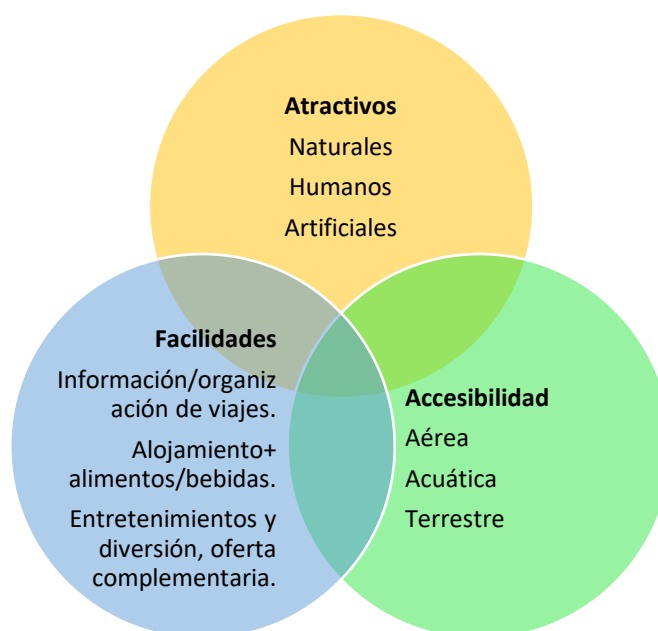 Atractivos
Naturales
Humanos
Artificiales
Facilidades
Información/organiz
ación de viajes.
Alojamiento+
alimentos/bebidas.
Entretenimientos y
diversión, oferta
complementaria.
Accesibilidad
Aérea
Acuática
Terrestre